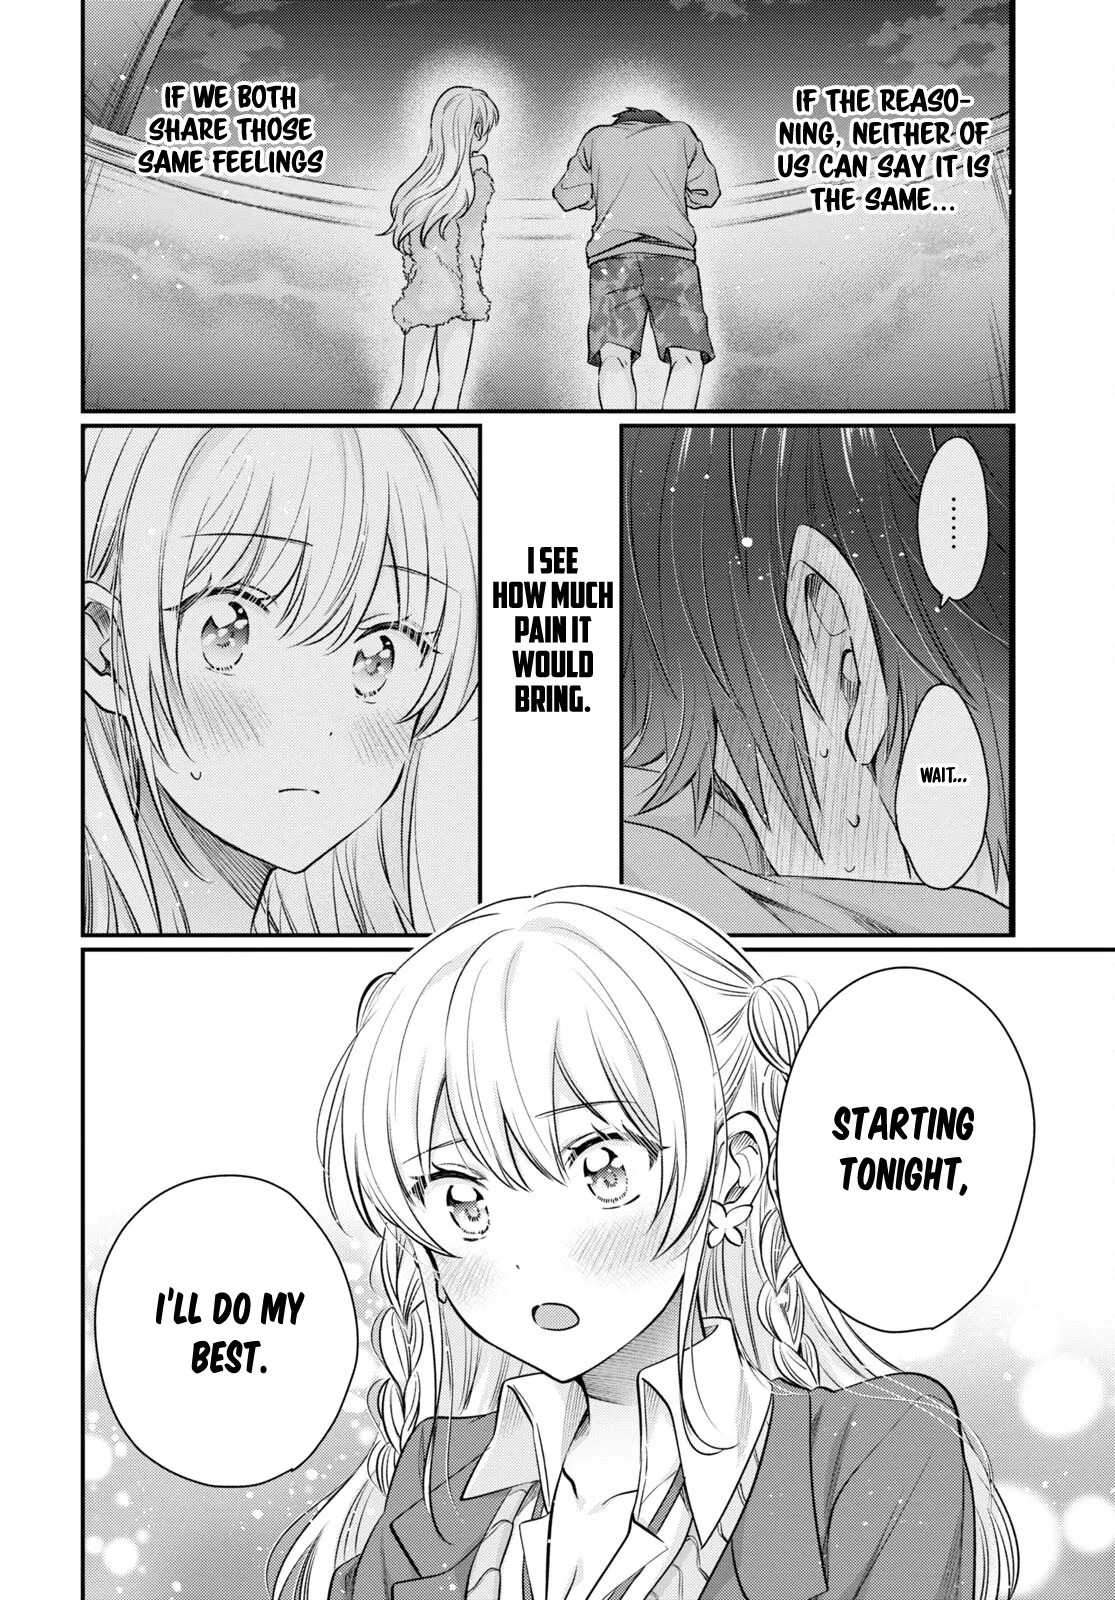 IF THE REASO-
NING, NEITHER OF
US CAN SAY IT IS
THE SAME...
IF WE BOTH
SHARE THOSE
SAME FEELINGS
.......
WAIT...
I SEE
HOW MUCH
PAIN IT
WOULD
BRING.
STARTING
TONIGHT,
I'LL DO MY
BEST.